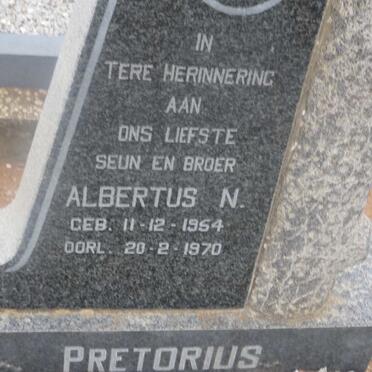 IN
TERE HERINNERING
AAN
ONS LIEFSTE
SEUN EN BROER
ALBERTUS N.
GEB. 11-12-1954
OORL. 20-2-1970
PRETORIUS